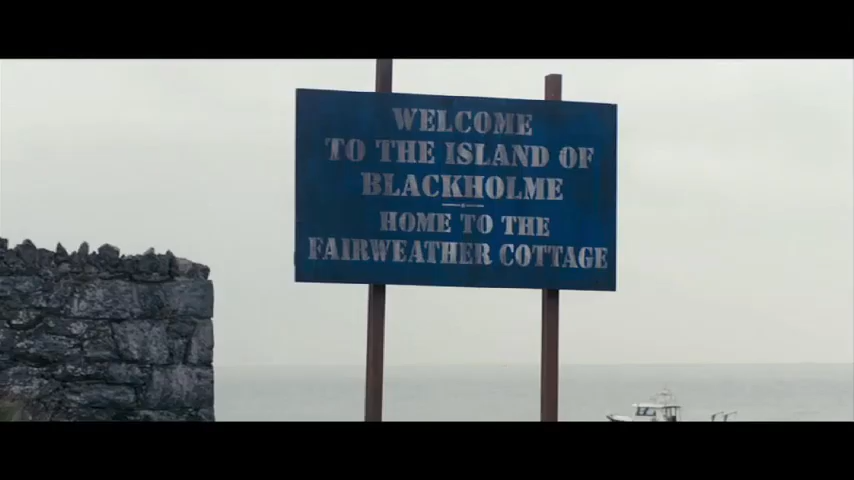 WELCOME
TO THE ISLAND OF
BLACKHOLME
HOME TO THE
FAIRWEATHER COTTAGE